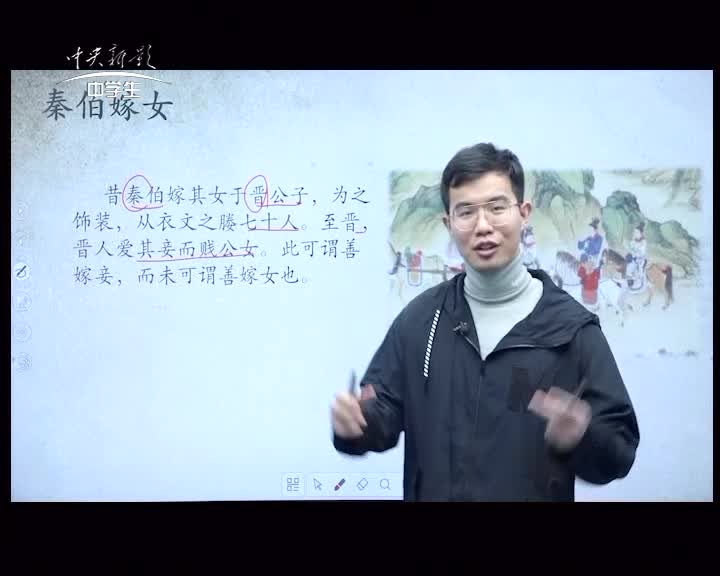 中央新影
中学生
秦伯嫁女
昔秦伯嫁其女于晋公子，为之
饰装，从衣文之媵七十人。至晋，
晋人爱其妾而贱公女。此可谓善
嫁妾，而未可谓善嫁女也。